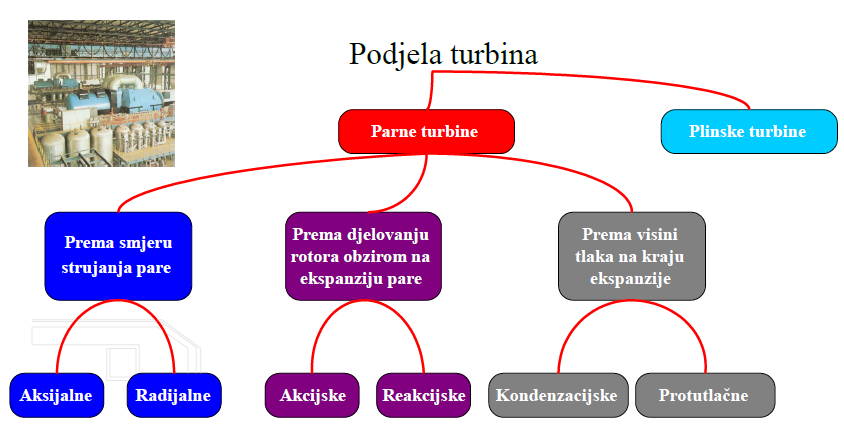 Podjela turbina
Parne turbine
Plinske turbine
Prema smjeru
strujanja pare
Prema djelovanju
rotora obzirom na
ekspanziju pare
Prema visini
tlaka na kraju
ekspanzije
Aksijalne
Radijalne
Akcijske
Reakcijske
Kondenzacijske
Protutlačne